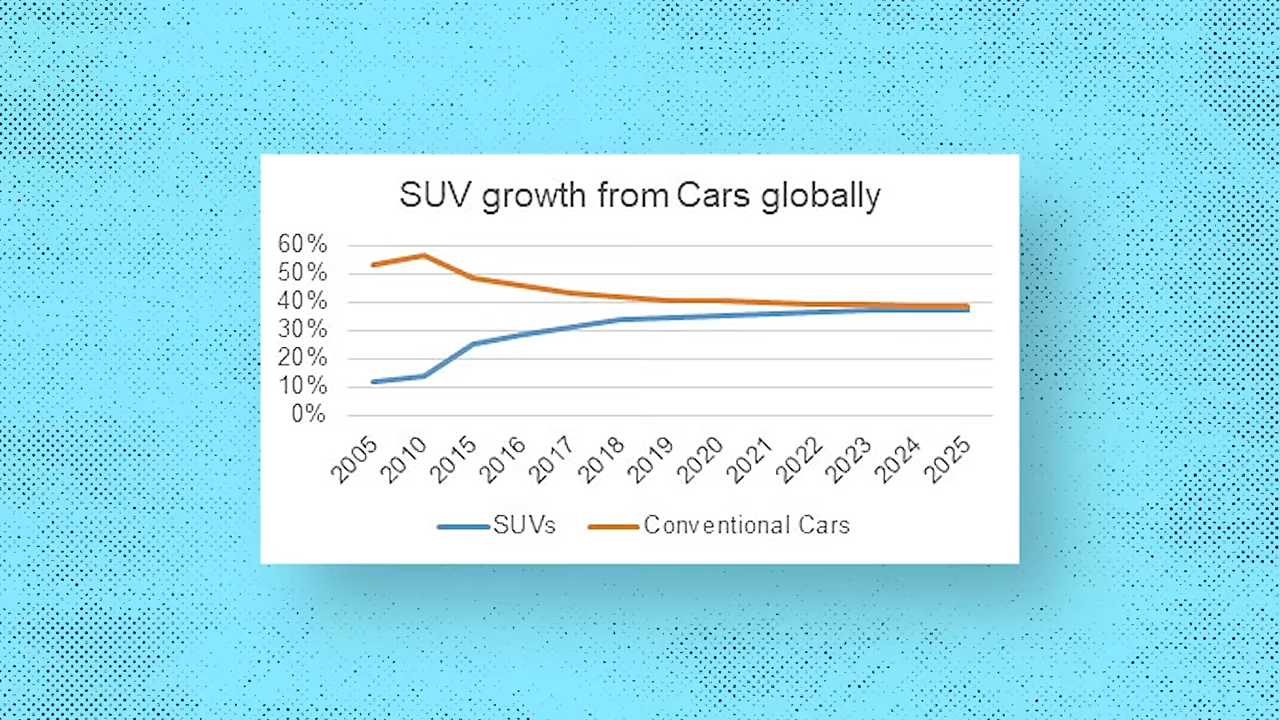 SUV growth from Cars globally
60%
50%
40%
30%
20%
10%
0%
2005 2010 2015 2016 2017 2018 2019 2020 2021 2022 2023 2024 2025
SUVs Conventional Cars